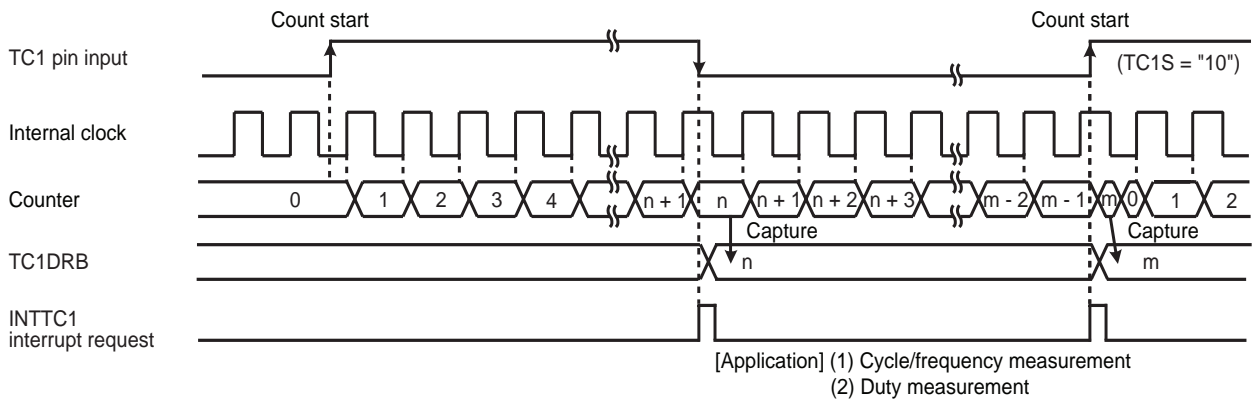 Count start
Count start
TC1 pin input
(TC1S = "10")
Internal clock
Counter
0 1 2 3 4 n + 1 n n + 1 n + 2 n + 3 m - 2 m - 1 m 0 1 2
Capture
Capture
TC1DRB
n
m
INTTC1
interrupt request
[Application] (1) Cycle/frequency measurement
(2) Duty measurement